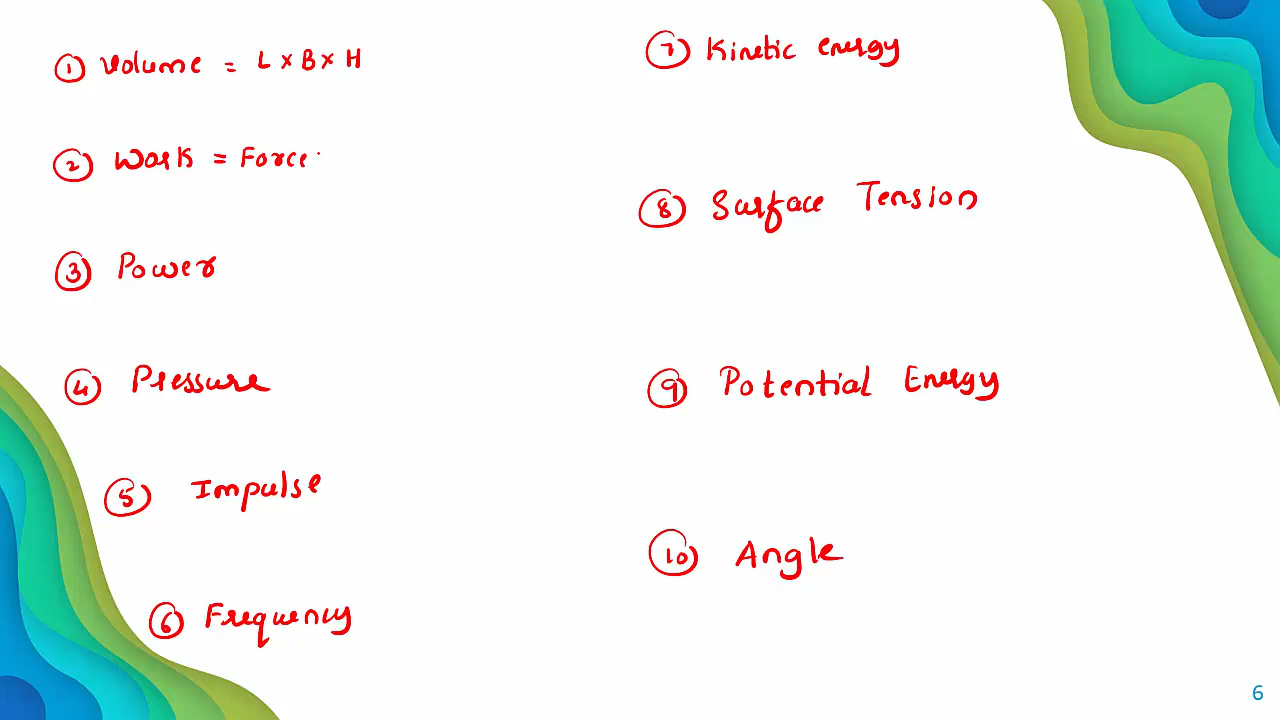 ① Volume = L × B × H
② Work = Force
③ Power
④ Pressure
⑤ Impulse
⑥ Frequency
⑦ Kinetic energy
⑧ Surface Tension
⑨ Potential Energy
⑩ Angle
6